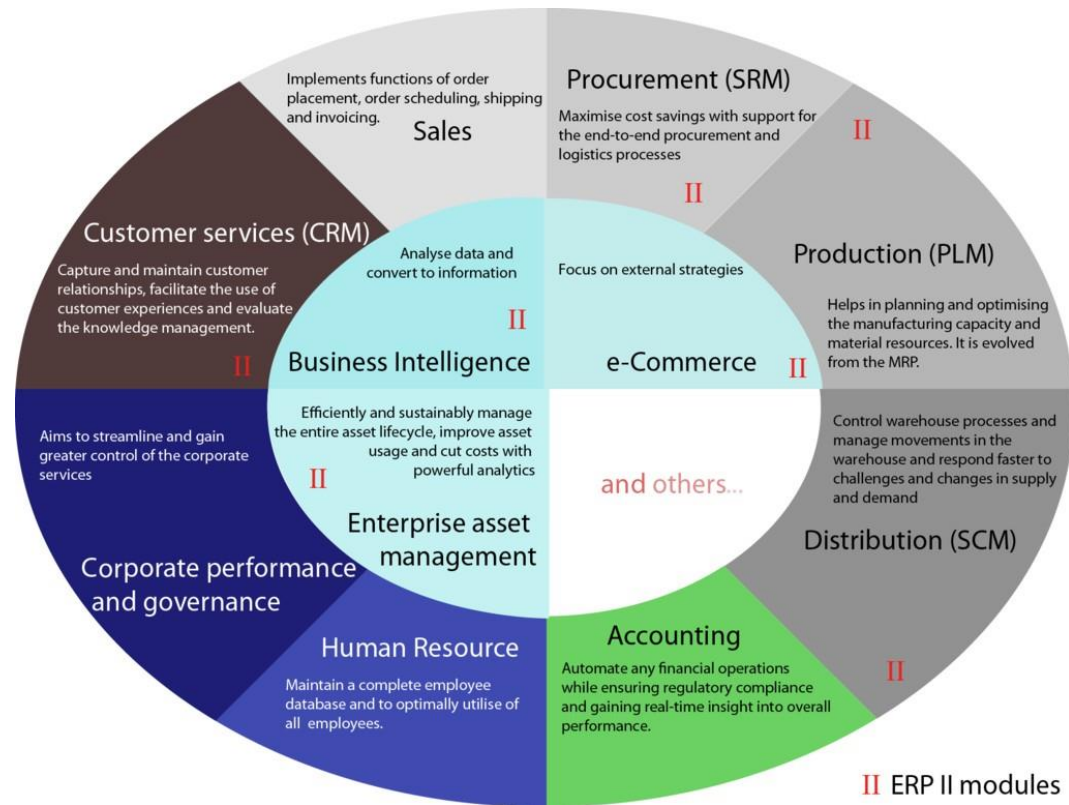 Implements functions of order
placement, order scheduling, shipping
and invoicing.
Sales
Procurement (SRM)
Maximise cost savings with support for
the end-to-end procurement and
logistics processes
II
II
Production (PLM)
Helps in planning and optimising
the manufacturing capacity and
material resources. It is evolved
from the MRP.
Customer services (CRM)
Capture and maintain customer
relationships, facilitate the use of
customer experiences and evaluate
the knowledge management.
II
Analyse data and
convert to information
II
Business Intelligence
Focus on external strategies
e-Commerce
II
Aims to streamline and gain
greater control of the corporate
services
Corporate performance
and governance
Efficiently and sustainably manage
the entire asset lifecycle, improve asset
usage and cut costs with
powerful analytics
II
Enterprise asset
management
and others...
Control warehouse processes and
manage movements in the
warehouse and respond faster to
challenges and changes in supply
and demand
Distribution (SCM)
II
Human Resource
Maintain a complete employee
database and to optimally utilise of
all employees.
Accounting
Automate any financial operations
while ensuring regulatory compliance
and gaining real-time insight into overall
performance.
II ERP II modules